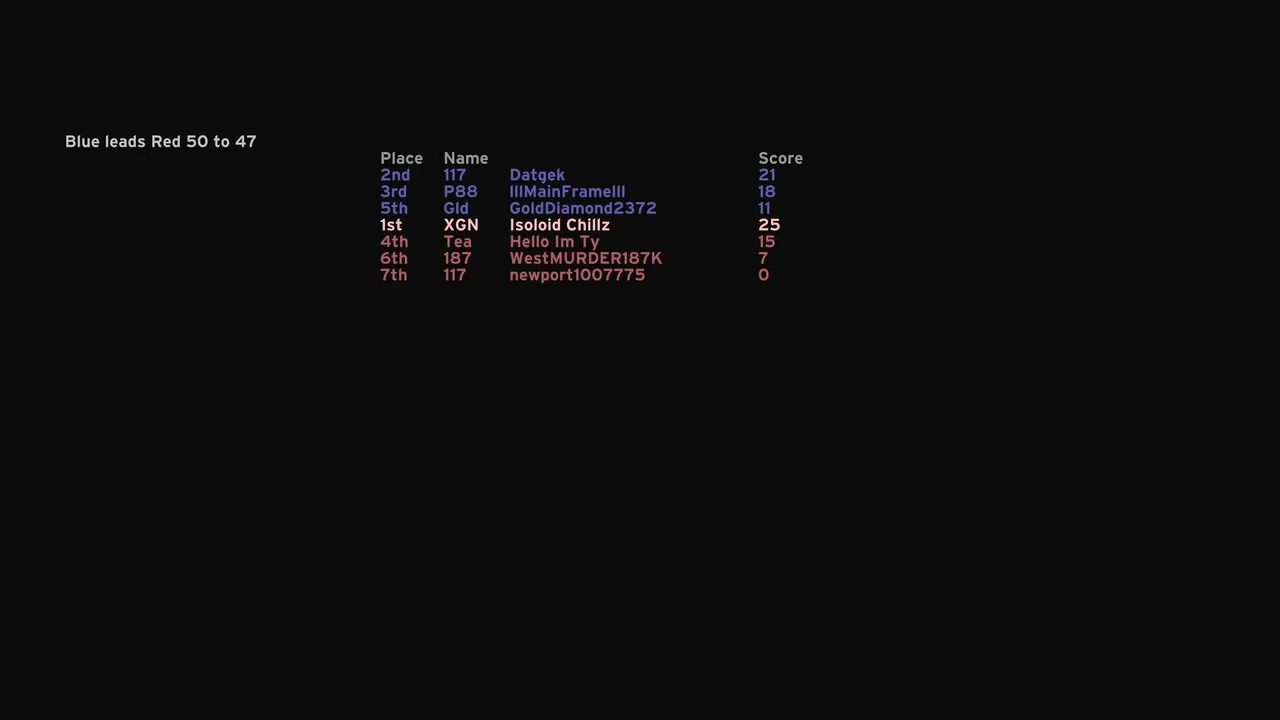 Blue leads Red 50 to 47
Place Name Score
2nd 117 Datgek 21
3rd P88 lllMainFramelll 18
5th Gld GoldDiamond2372 11
1st XGN Isoloid Chillz 25
4th Tea Hello Im Ty 15
6th 187 WestMURDER187K 7
7th 117 newport1007775 0